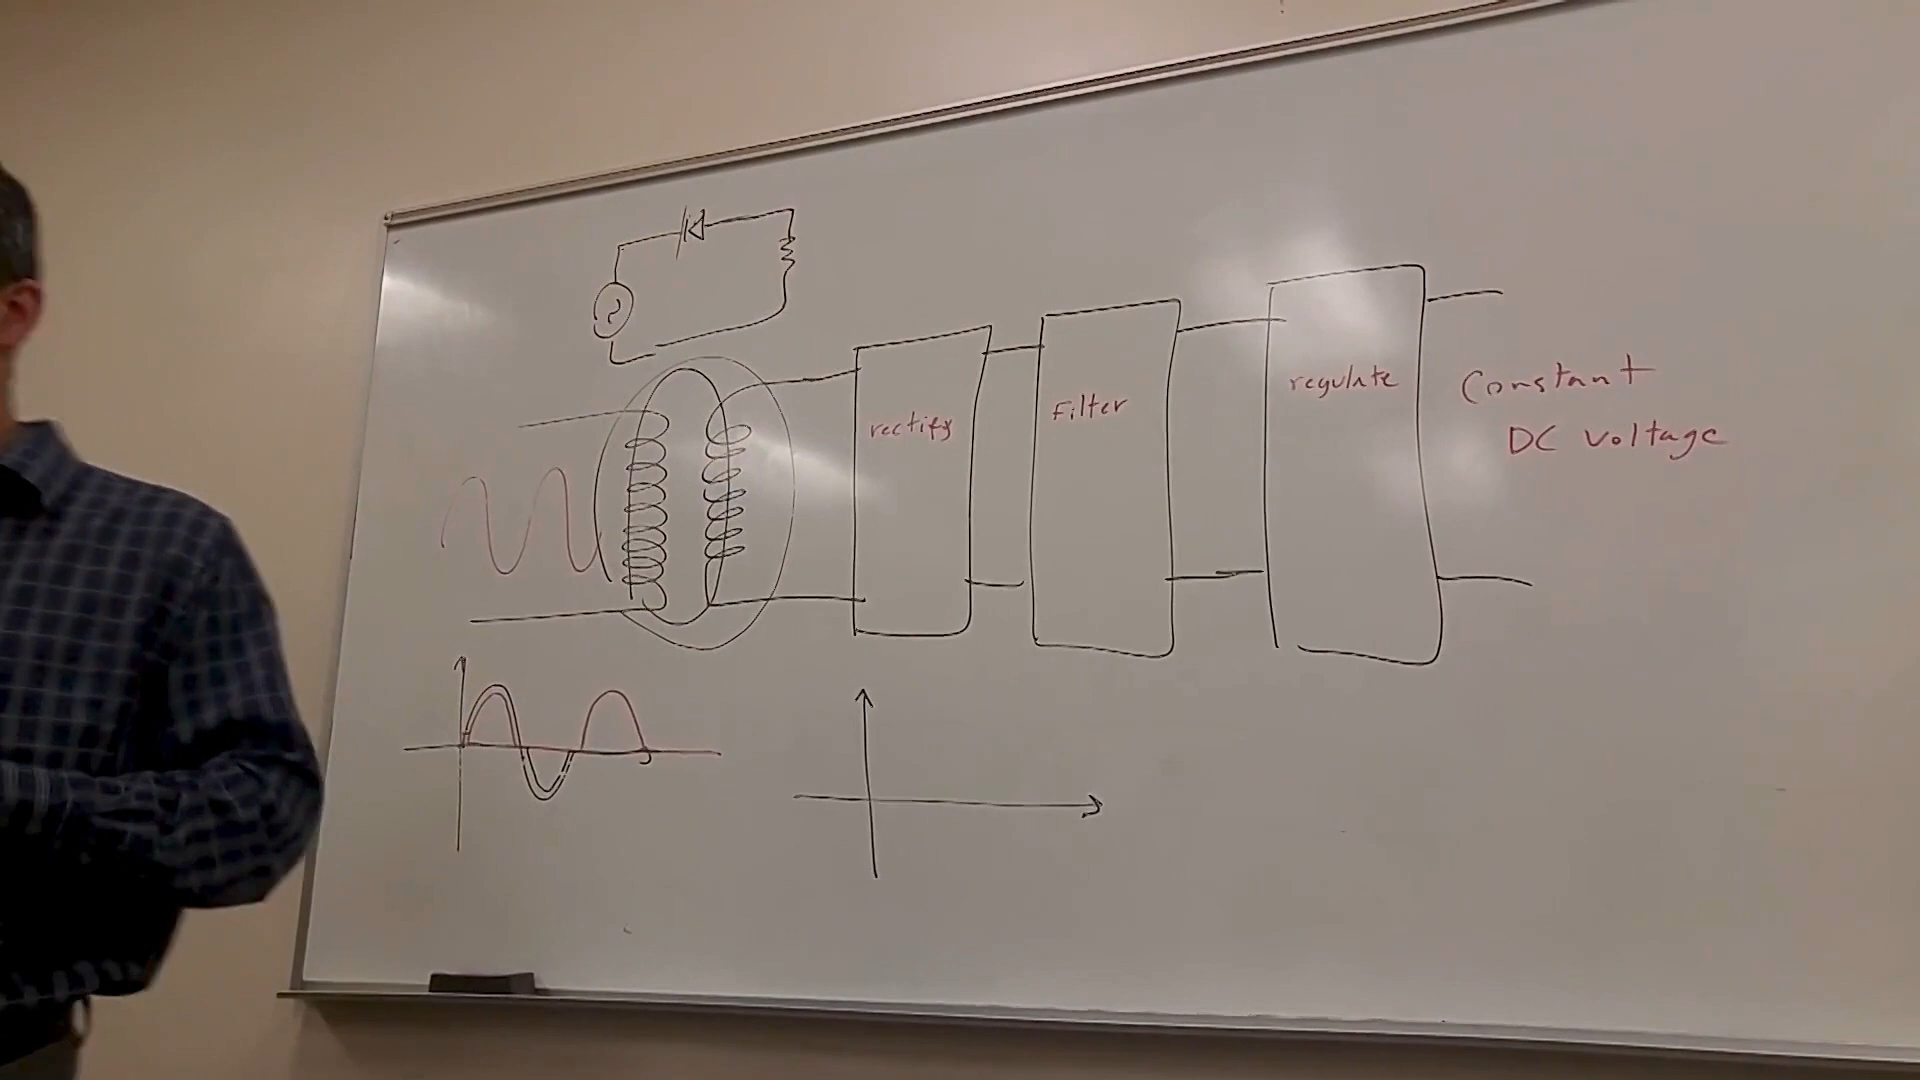 rectify
Filter
regulate
Constant
DC voltage